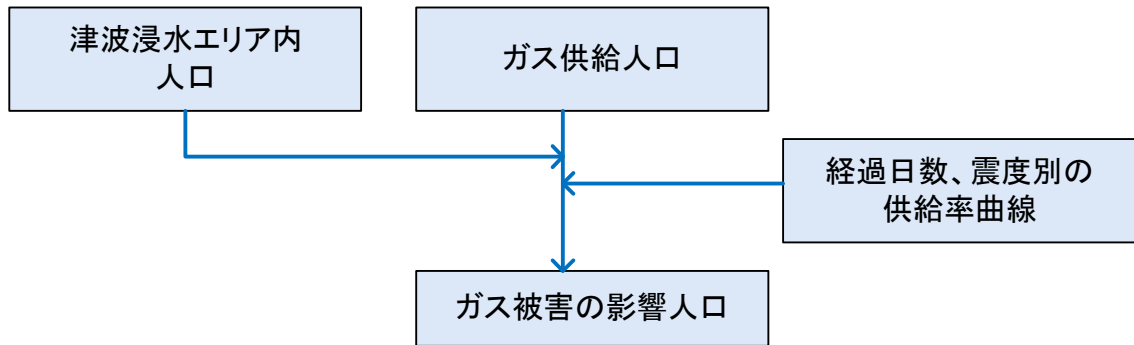 津波浸水エリア内
人口
ガス供給人口
経過日数、震度別の
供給率曲線
ガス被害の影響人口